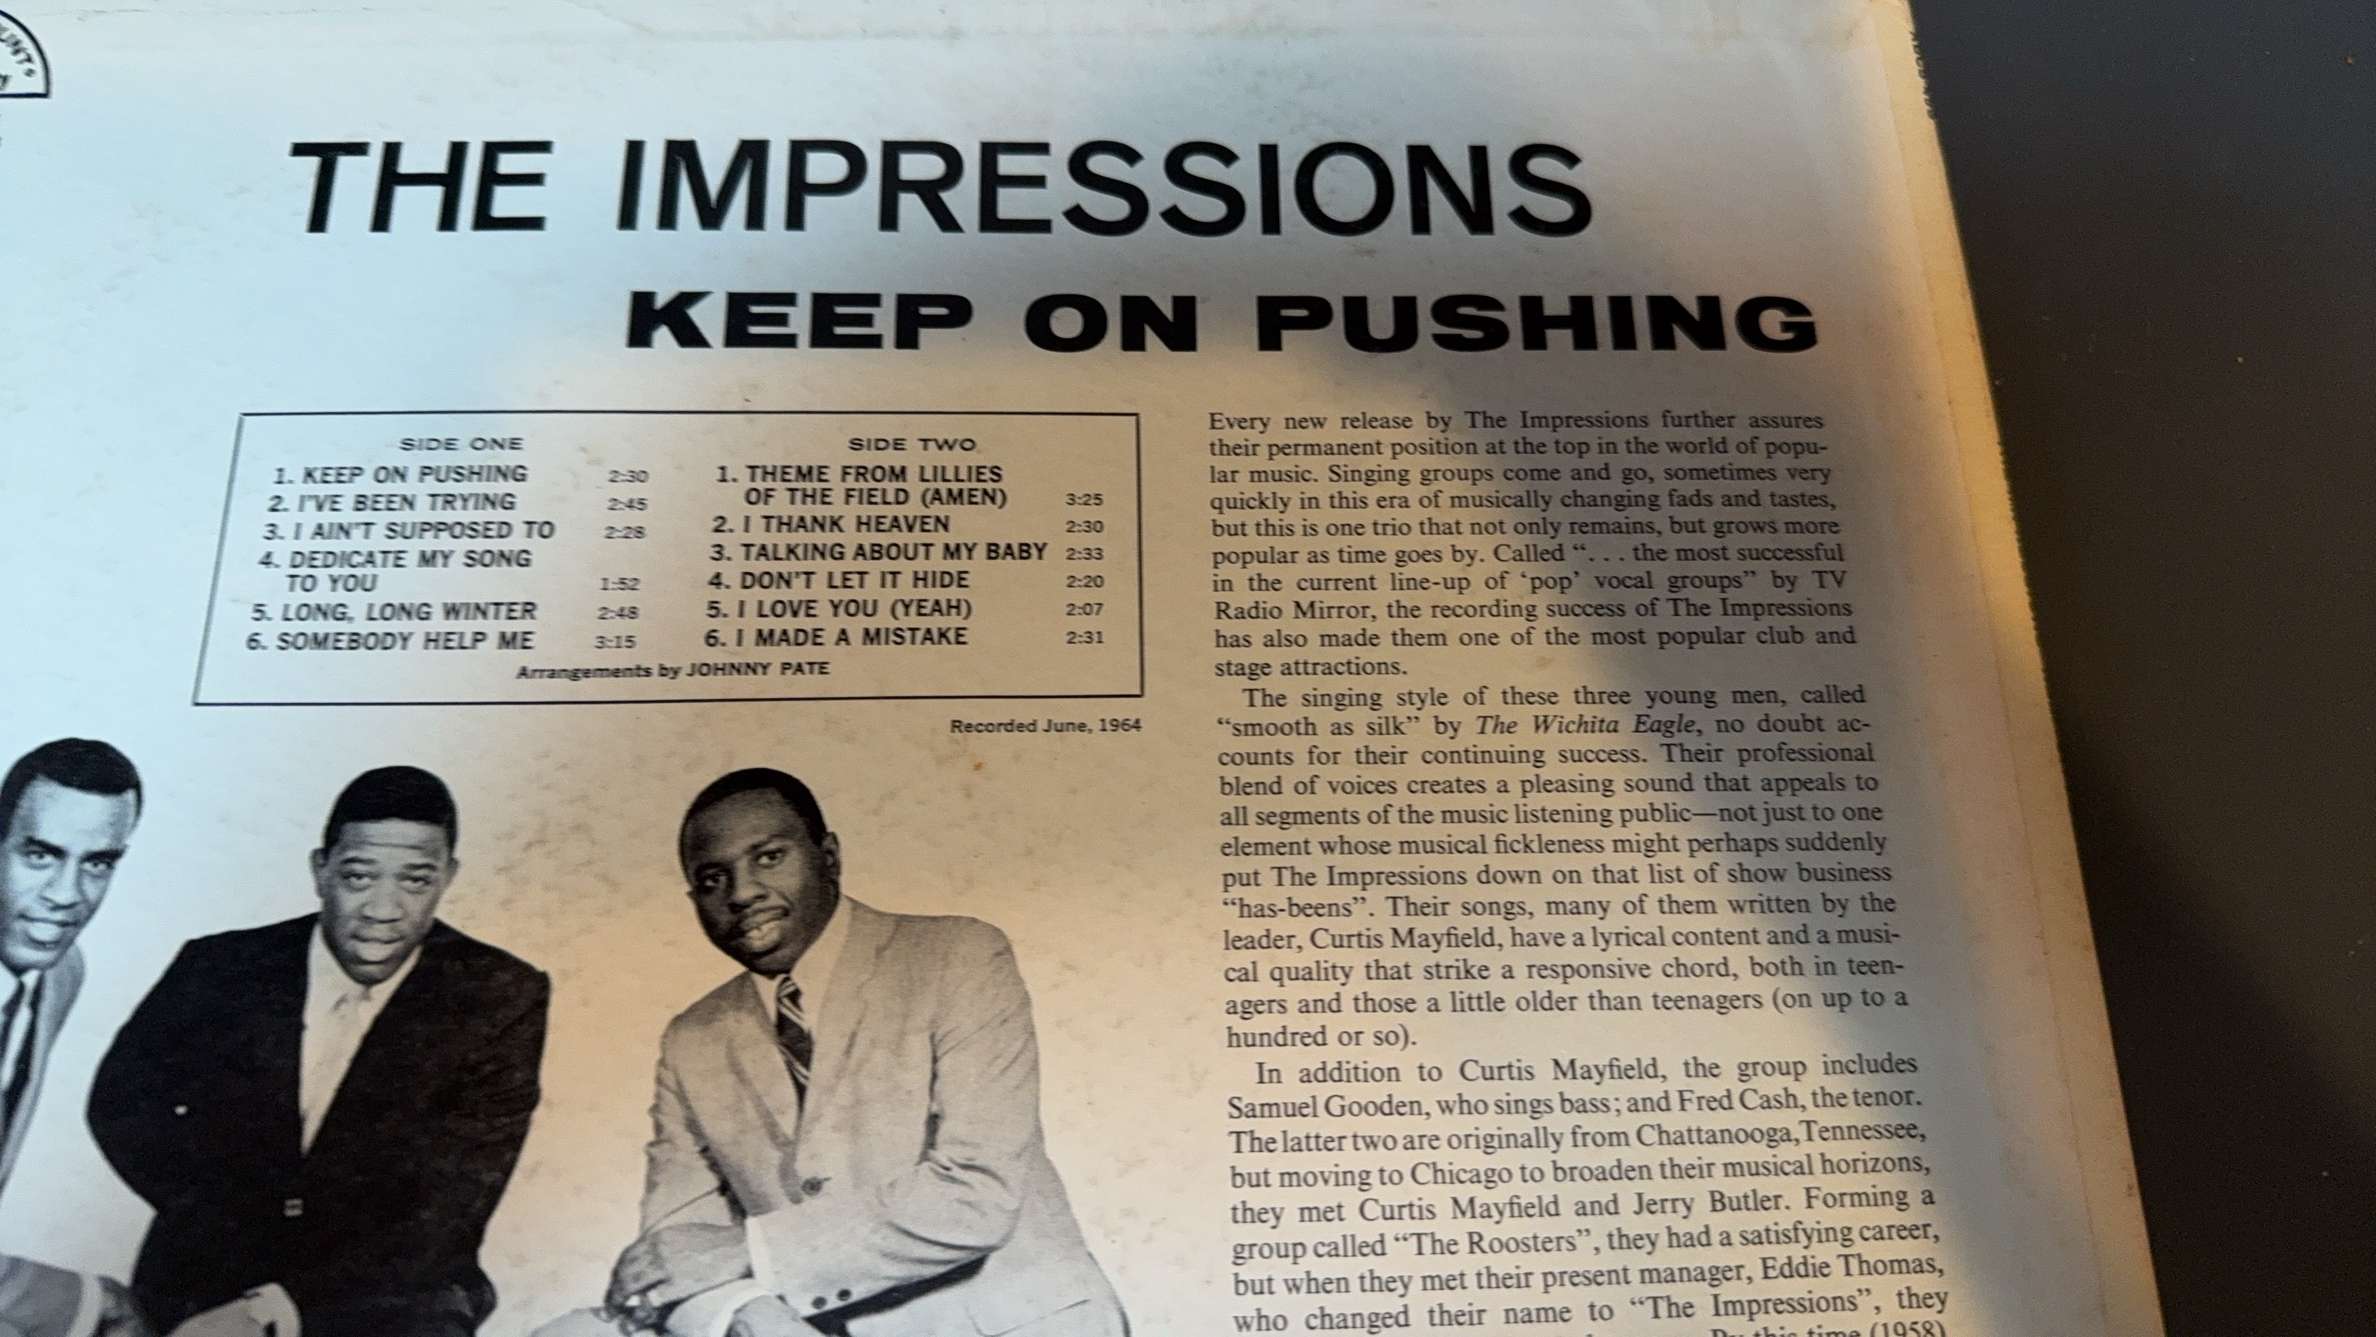 THE IMPRESSIONS
KEEP ON PUSHING
SIDE ONE
1. KEEP ON PUSHING 2:30
2. I'VE BEEN TRYING 2:45
3. I AIN'T SUPPOSED TO 2:28
4. DEDICATE MY SONG
TO YOU 1:52
5. LONG, LONG WINTER 2:48
6. SOMEBODY HELP ME 3:15
SIDE TWO
1. THEME FROM LILLIES
OF THE FIELD (AMEN) 3:25
2. I THANK HEAVEN 2:30
3. TALKING ABOUT MY BABY 2:33
4. DON'T LET IT HIDE 2:20
5. I LOVE YOU (YEAH) 2:07
6. I MADE A MISTAKE 2:31
Arrangements by JOHNNY PATE
Recorded June, 1964
Every new release by The Impressions further assures
their permanent position at the top in the world of popu-
lar music. Singing groups come and go, sometimes very
quickly in this era of musically changing fads and tastes,
but this is one trio that not only remains, but grows more
popular as time goes by. Called “. . . the most successful
in the current line-up of ‘pop’ vocal groups” by TV
Radio Mirror, the recording success of The Impressions
has also made them one of the most popular club and
stage attractions.
The singing style of these three young men, called
“smooth as silk” by The Wichita Eagle, no doubt ac-
counts for their continuing success. Their professional
blend of voices creates a pleasing sound that appeals to
all segments of the music listening public—not just to one
element whose musical fickleness might perhaps suddenly
put The Impressions down on that list of show business
“has-beens”. Their songs, many of them written by the
leader, Curtis Mayfield, have a lyrical content and a musi-
cal quality that strike a responsive chord, both in teen-
agers and those a little older than teenagers (on up to a
hundred or so).
In addition to Curtis Mayfield, the group includes
Samuel Gooden, who sings bass; and Fred Cash, the tenor.
The latter two are originally from Chattanooga, Tennessee,
but moving to Chicago to broaden their musical horizons,
they met Curtis Mayfield and Jerry Butler. Forming a
group called “The Roosters”, they had a satisfying career,
but when they met their present manager, Eddie Thomas,
who changed their name to “The Impressions”, they
this time (1958)